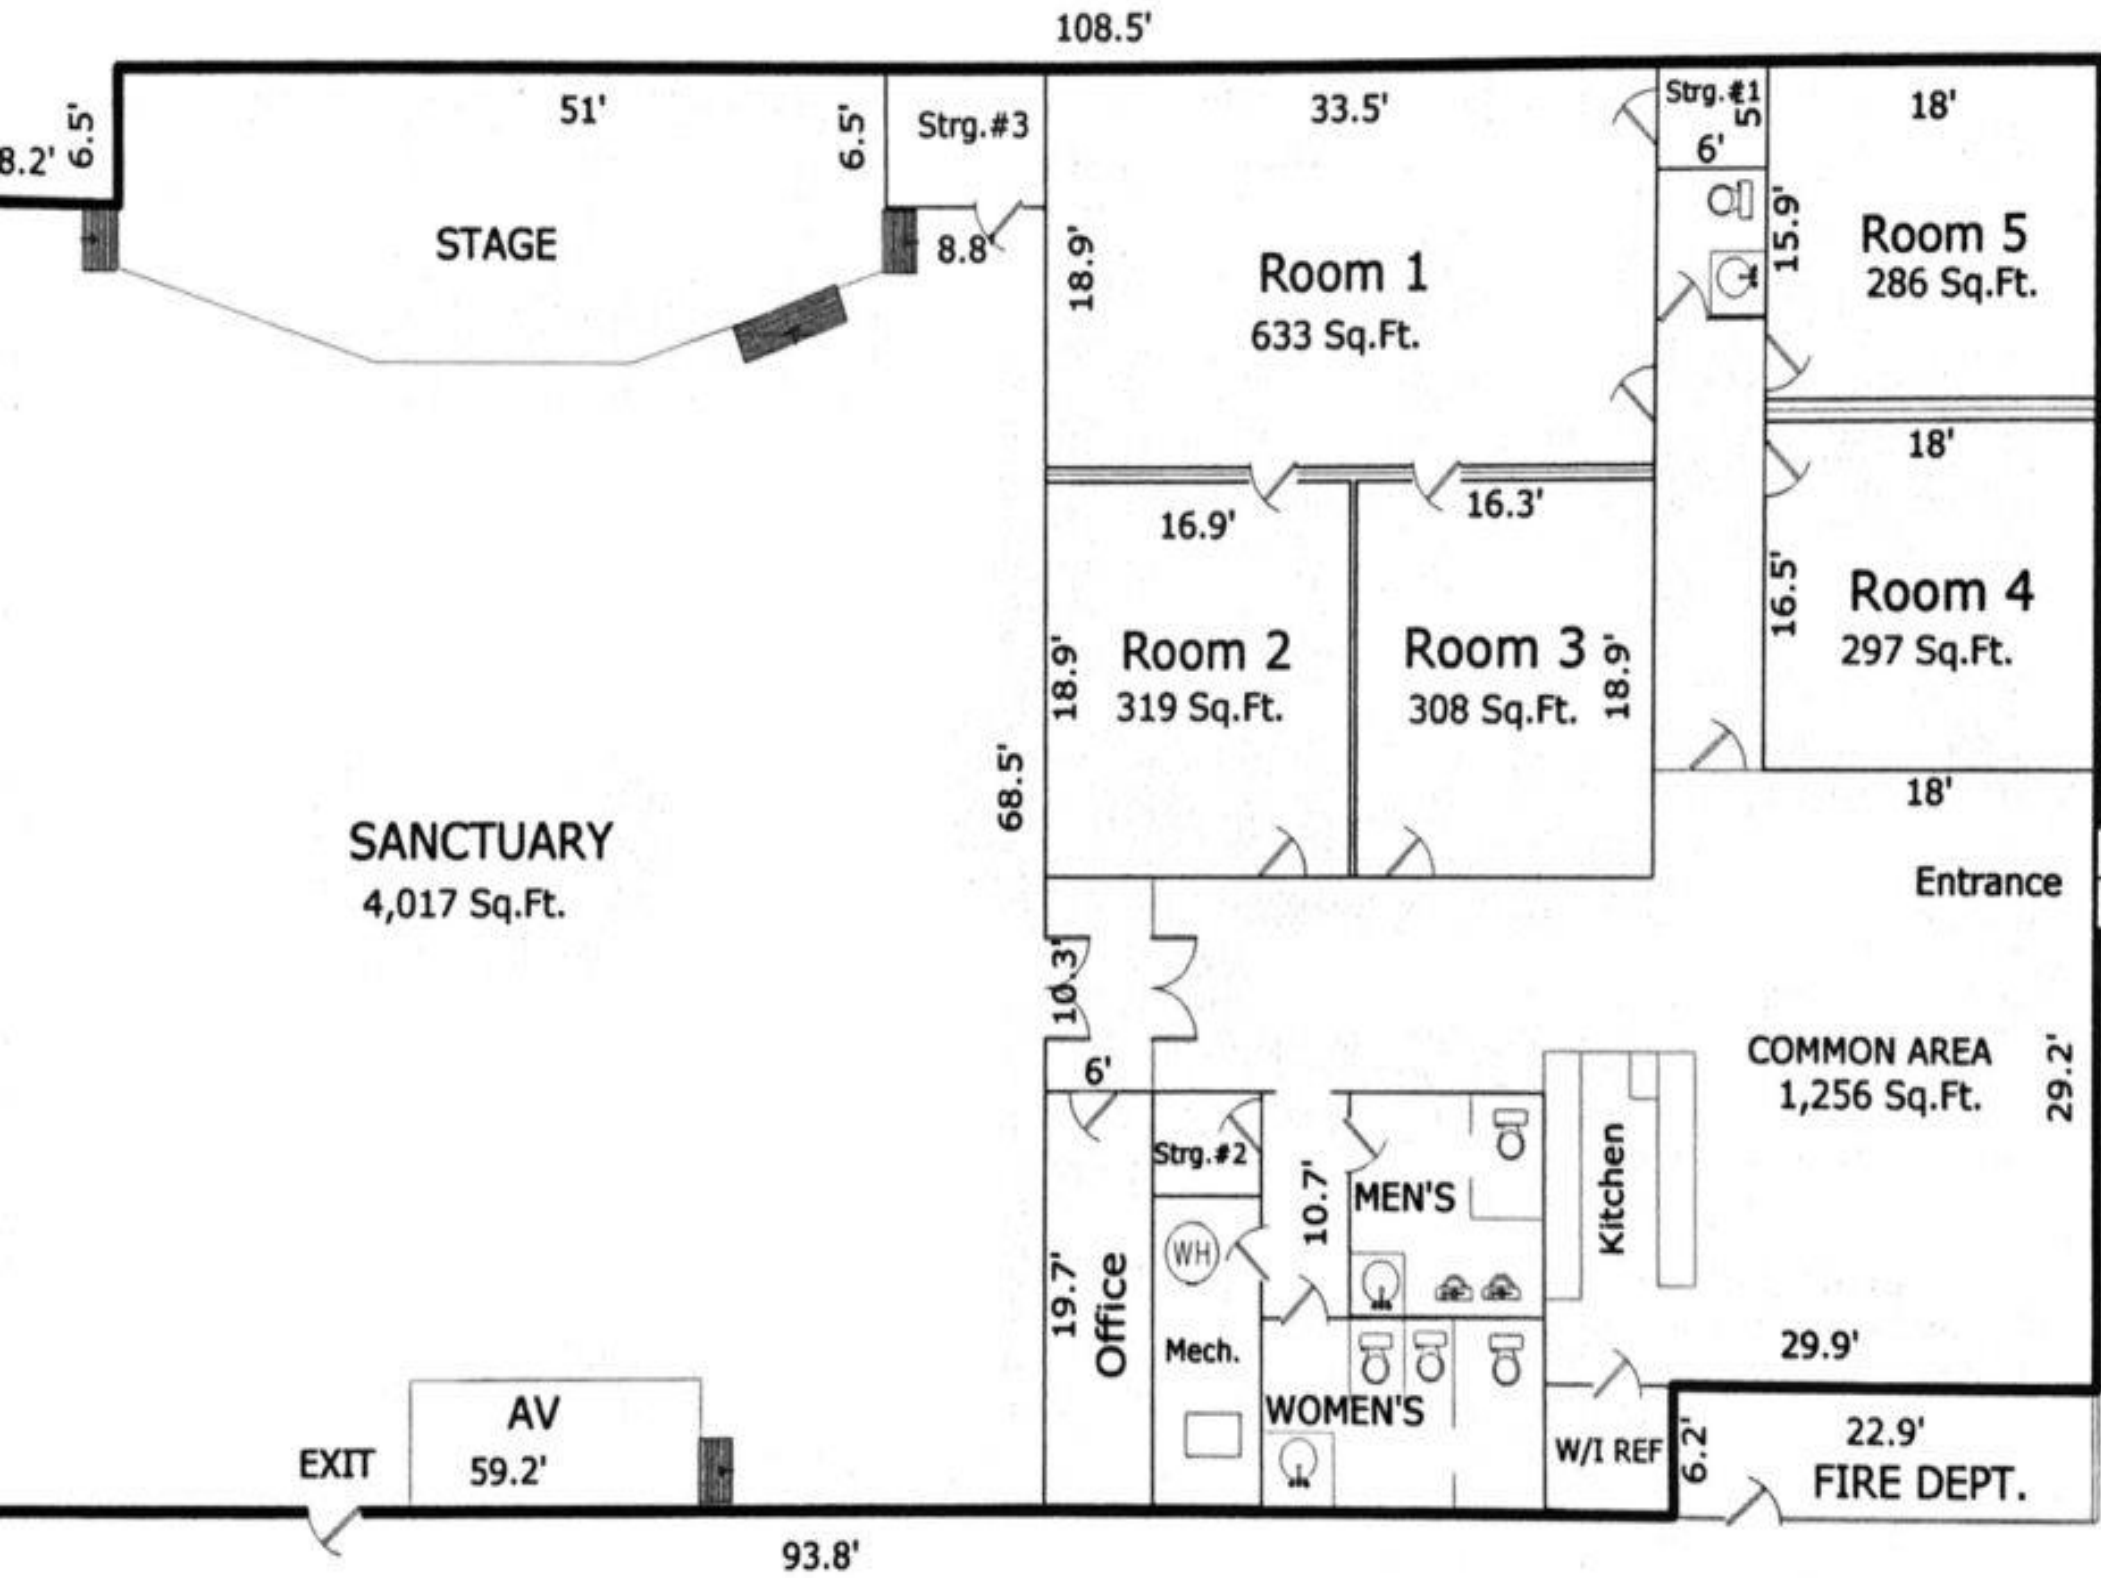 108.5'
8.2'
6.5'
51'
6.5'
Strg.#3
33.5'
Strg.#1
5'
6'
18'
STAGE
8.8'
18.9'
Room 1
633 Sq.Ft.
15.9'
Room 5
286 Sq.Ft.
18'
16.9'
16.3'
18.9'
Room 2
319 Sq.Ft.
Room 3
308 Sq.Ft.
18.9'
16.5'
Room 4
297 Sq.Ft.
68.5'
18'
SANCTUARY
4,017 Sq.Ft.
Entrance
10.3'
6'
COMMON AREA
1,256 Sq.Ft.
29.2'
Strg.#2
10.7'
MEN'S
Kitchen
19.7'
Office
WH
Mech.
WOMEN'S
29.9'
AV
59.2'
EXIT
W/I REF
6.2'
22.9'
FIRE DEPT.
93.8'